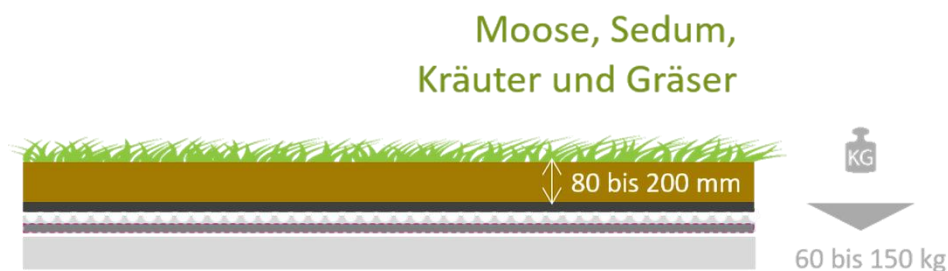 Moose, Sedum,
Kräuter und Gräser
KG
80 bis 200 mm
60 bis 150 kg